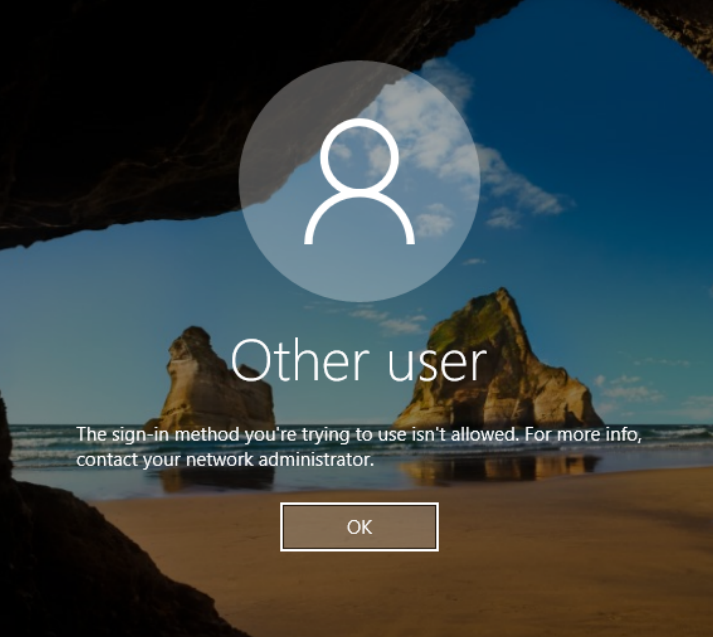 Other user
The sign-in method you're trying to use isn't allowed. For more info,
contact your network administrator.
OK